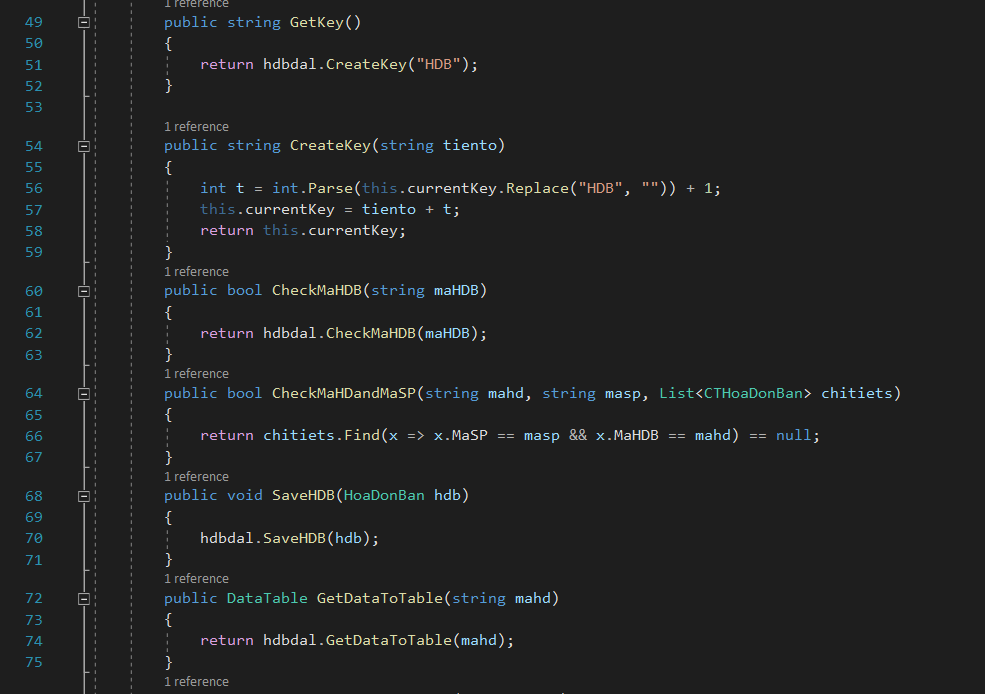 1 reference
49 public string GetKey()
50 {
51 return hdbdal.CreateKey("HDB");
52 }
53
1 reference
54 public string CreateKey(string tiento)
55 {
56 int t = int.Parse(this.currentKey.Replace("HDB", "")) + 1;
57 this.currentKey = tiento + t;
58 return this.currentKey;
59 }
1 reference
60 public bool CheckMaHDB(string maHDB)
61 {
62 return hdbdal.CheckMaHDB(maHDB);
63 }
1 reference
64 public bool CheckMaHDandMaSP(string mahd, string masp, List<CTHoaDonBan> chitiets)
65 {
66 return chitiets.Find(x => x.MaSP == masp && x.MaHDB == mahd) == null;
67 }
1 reference
68 public void SaveHDB(HoaDonBan hdb)
69 {
70 hdbdal.SaveHDB(hdb);
71 }
1 reference
72 public DataTable GetDataToTable(string mahd)
73 {
74 return hdbdal.GetDataToTable(mahd);
75 }
1 reference